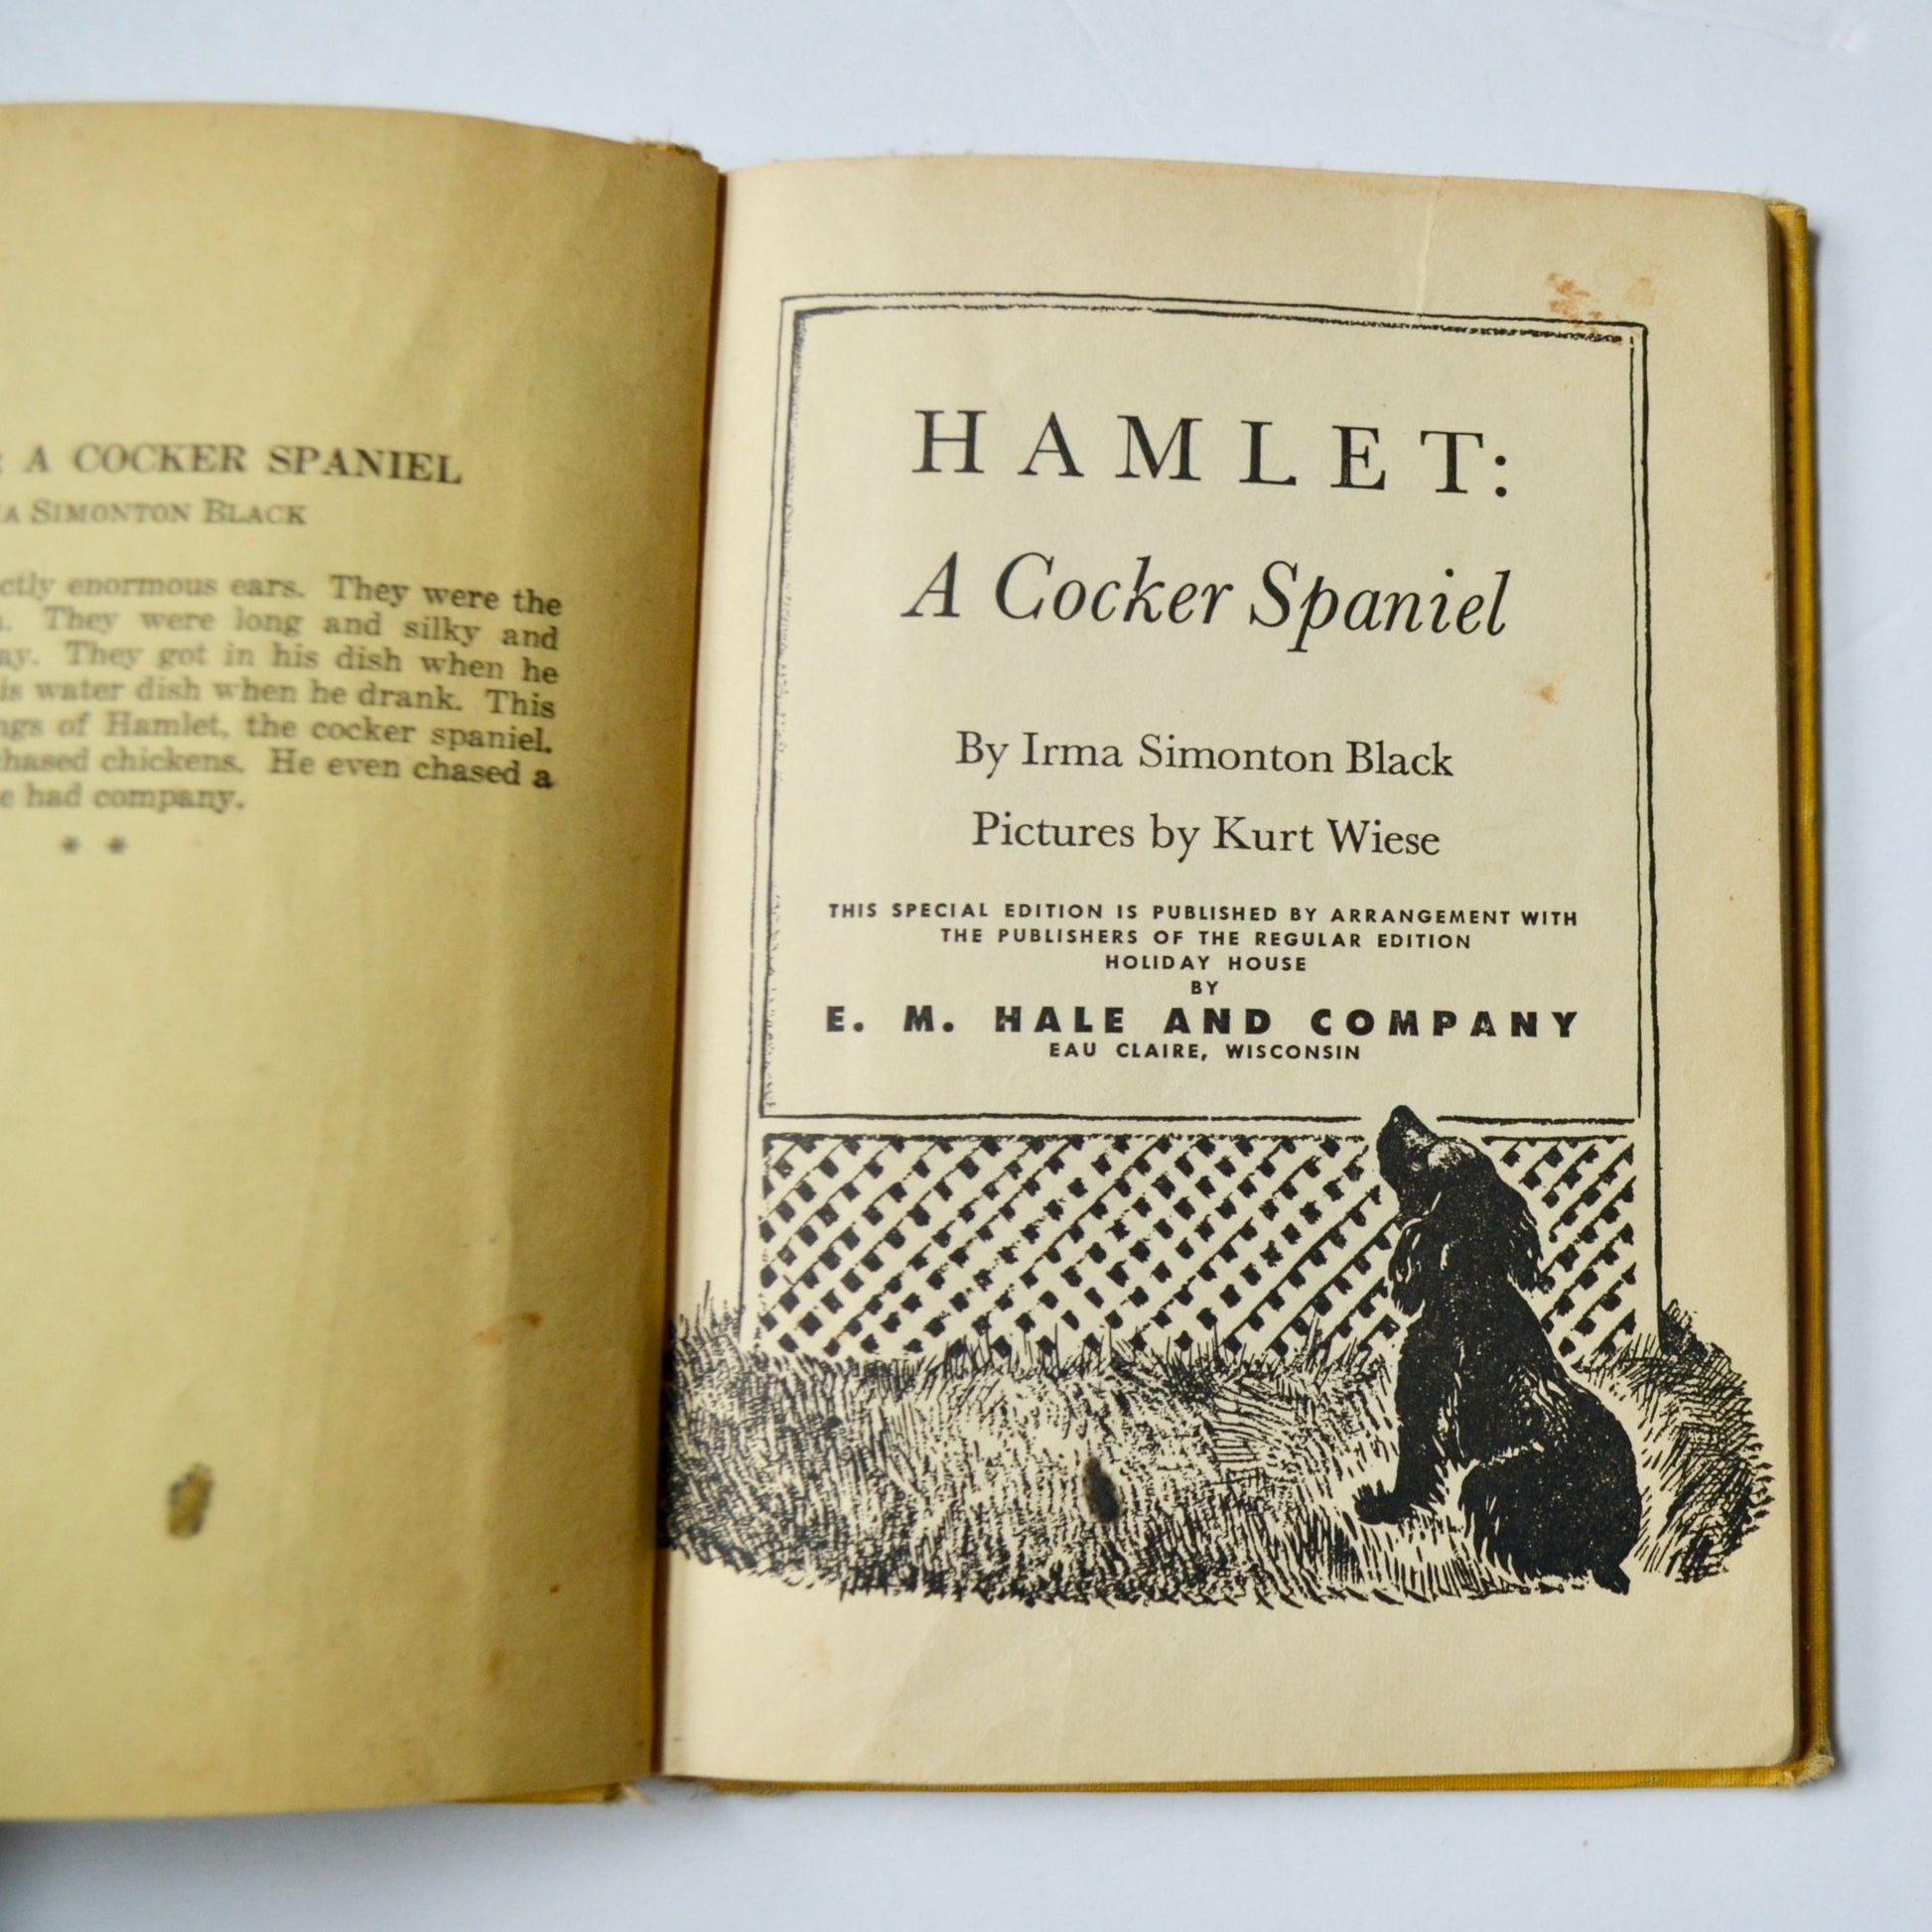 : A COCKER SPANIEL
A SIMONTON BLACK
ctly enormous ears. They were the
They were long and silky and
ay. They got in his dish when he
is water dish when he drank. This
ngs of Hamlet, the cocker spaniel.
hased chickens. He even chased a
e had company.
* *
HAMLET:
A Cocker Spaniel
By Irma Simonton Black
Pictures by Kurt Wiese
THIS SPECIAL EDITION IS PUBLISHED BY ARRANGEMENT WITH
THE PUBLISHERS OF THE REGULAR EDITION
HOLIDAY HOUSE
BY
E. M. HALE AND COMPANY
EAU CLAIRE, WISCONSIN